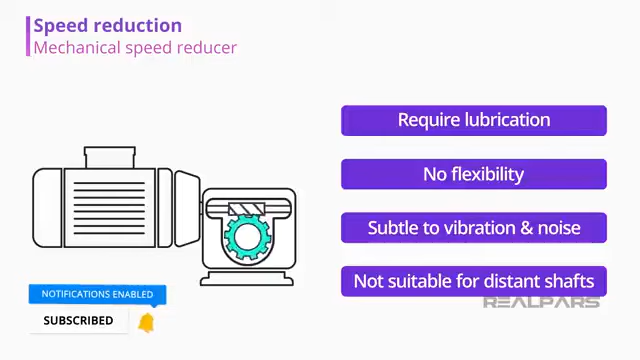 Speed reduction
Mechanical speed reducer
Require lubrication
No flexibility
Subtle to vibration & noise
Not suitable for distant shafts
REALPARS
NOTIFICATIONS ENABLED
SUBSCRIBED